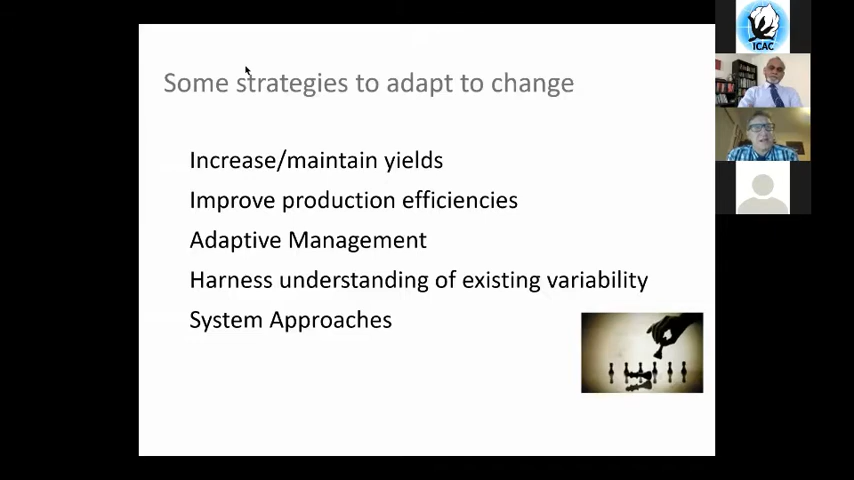 Some strategies to adapt to change
Increase/maintain yields
Improve production efficiencies
Adaptive Management
Harness understanding of existing variability
System Approaches
ICAC